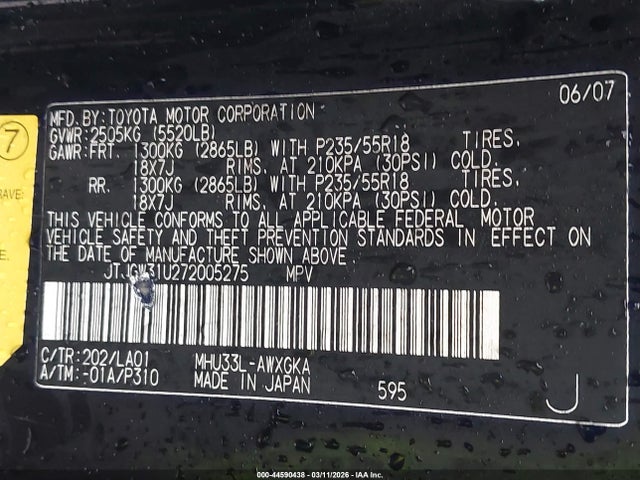 06/07
MFD.BY:TOYOTA MOTOR CORPORATION
GVWR:2505KG (5520LB)
GAWR:FRT. 1300KG (2865LB) WITH P235/55R18 TIRES,
18X7J RIMS, AT 210KPA (30PSI) COLD.
RR. 1300KG (2865LB) WITH P235/55R18 TIRES,
18X7J RIMS, AT 210KPA (30PSI) COLD.
THIS VEHICLE CONFORMS TO ALL APPLICABLE FEDERAL MOTOR
VEHICLE SAFETY AND THEFT PREVENTION STANDARDS IN EFFECT ON
THE DATE OF MANUFACTURE SHOWN ABOVE.
JTJGW31U272005275 MPV
C/TR:202/LA01 MHU33L-AWXGKA
A/TM:-01A/P310 MADE IN JAPAN 595 J
7
000-44590438 - 03/11/2026 - IAA Inc.